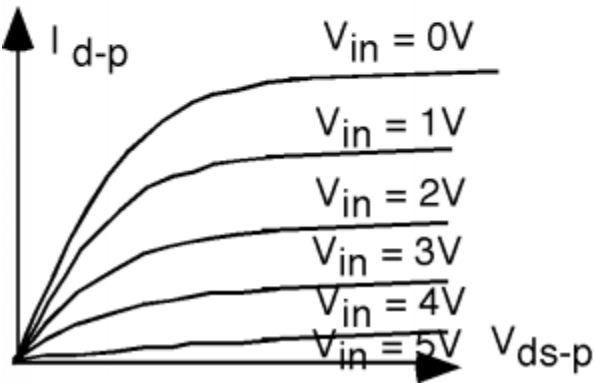 I d-p
Vin = 0V
Vin = 1V
Vin = 2V
Vin = 3V
Vin = 4V
Vin = 5V
Vds-p